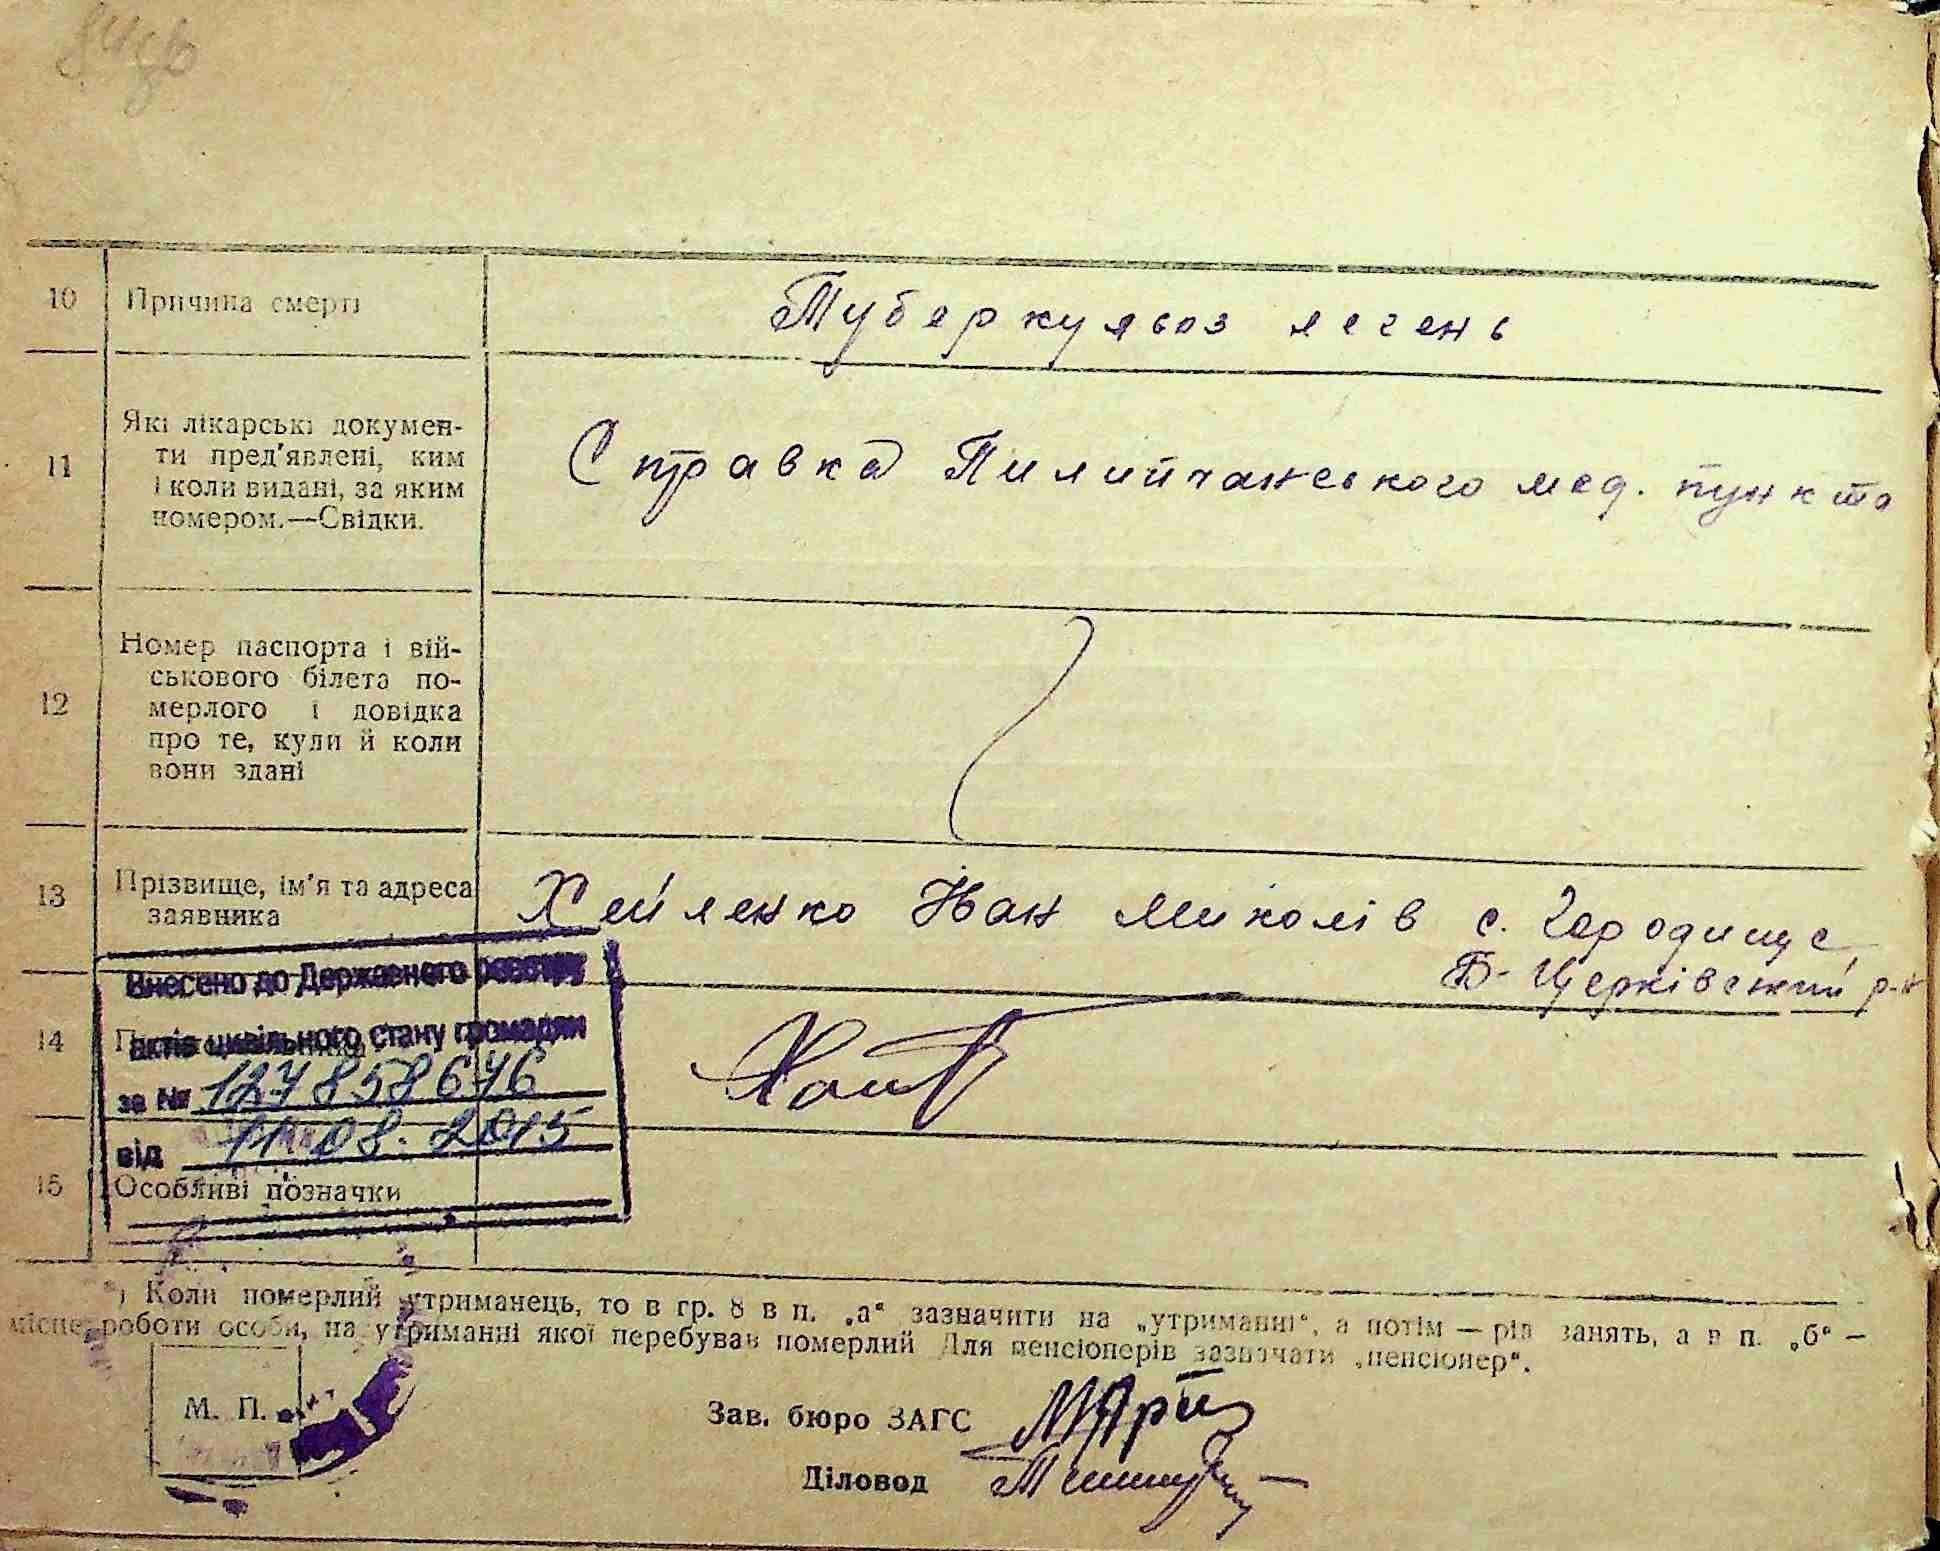 10 Причина смерті Туберкульоз легень
11 Які лікарські докумен-
ти пред'явлені, ким
і коли видані, за яким
номером.—Свідки.
Справка Пилипчанського мед. пункта
12 Номер паспорта і вій-
ськового білета по-
мерлого і довідка
про те, куди й коли
вони здані
13 Прізвище, ім'я та адреса
заявника
Хейленко Іван Миколів с. Городище
Б-Церківський р-н
Внесено до Державного реєстру
14
актів цивільного стану громадян
за № 127858676
від 11.08.2015
15 Особливі позначки
*) Коли померлий утриманець, то в гр. 8 в п. „а“ зазначити на „утриманні“, а потім — рід занять, а в п. „б“ —
місце роботи особи, на утриманні якої перебував померлий Для пенсіонерів зазначати „пенсіонер“.
М. П.
Зав. бюро ЗАГС
Діловод